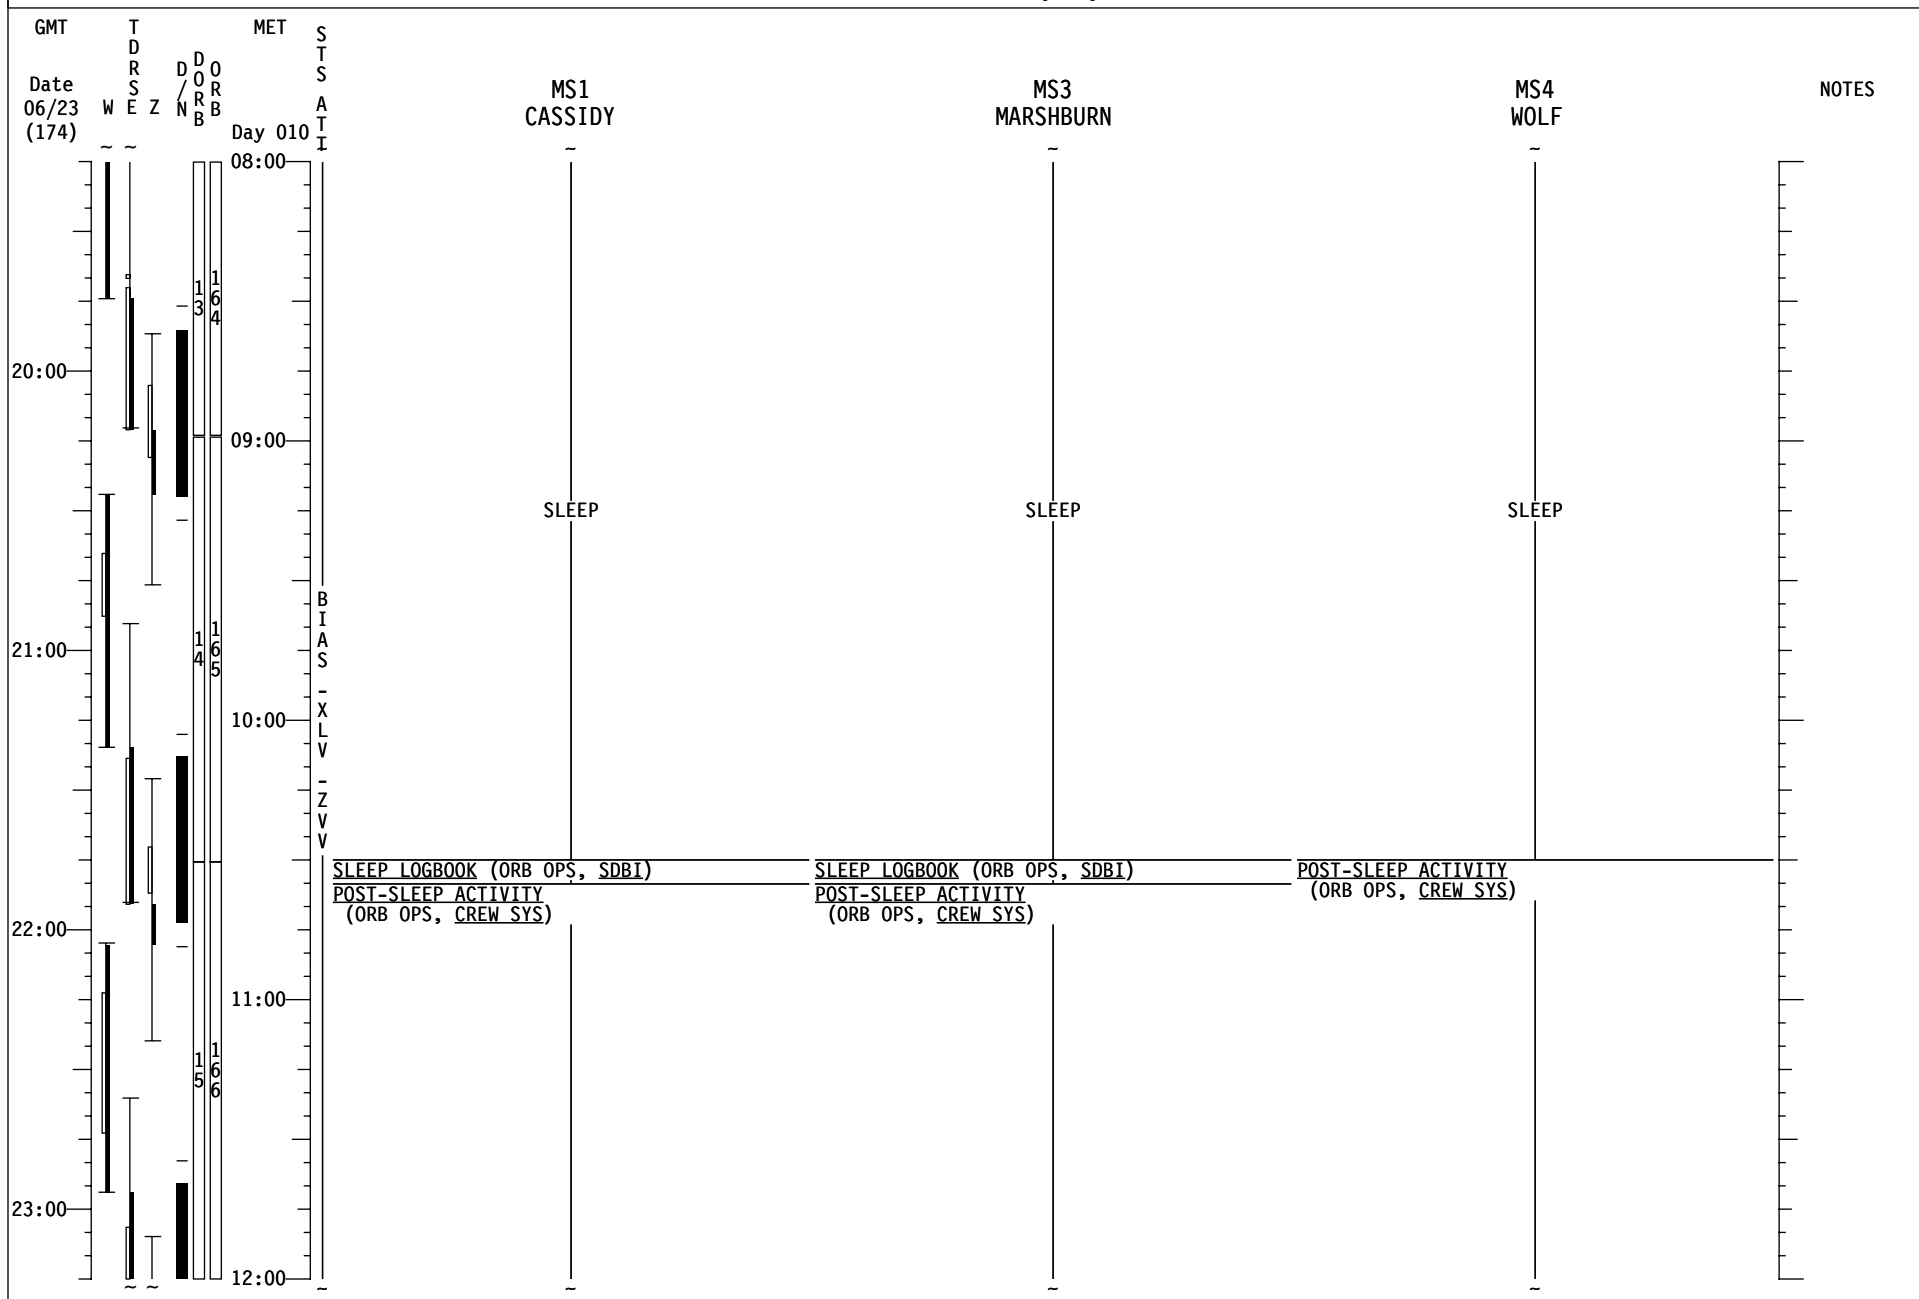 GMT
TDRS
MET
STS ATT
D/N
DORB
ORB
Date
06/23
(174)
W E Z
Day 010
MS1
CASSIDY
MS3
MARSHBURN
MS4
WOLF
NOTES
~ ~ ~ ~ ~ ~
08:00
13
164
20:00
09:00
SLEEP SLEEP SLEEP
BIAS -XLV -ZVV
14
165
21:00
10:00
SLEEP LOGBOOK (ORB OPS, SDBI)
POST-SLEEP ACTIVITY
(ORB OPS, CREW SYS)
SLEEP LOGBOOK (ORB OPS, SDBI)
POST-SLEEP ACTIVITY
(ORB OPS, CREW SYS)
POST-SLEEP ACTIVITY
(ORB OPS, CREW SYS)
22:00
11:00
15
166
23:00
12:00
~ ~ ~ ~ ~ ~